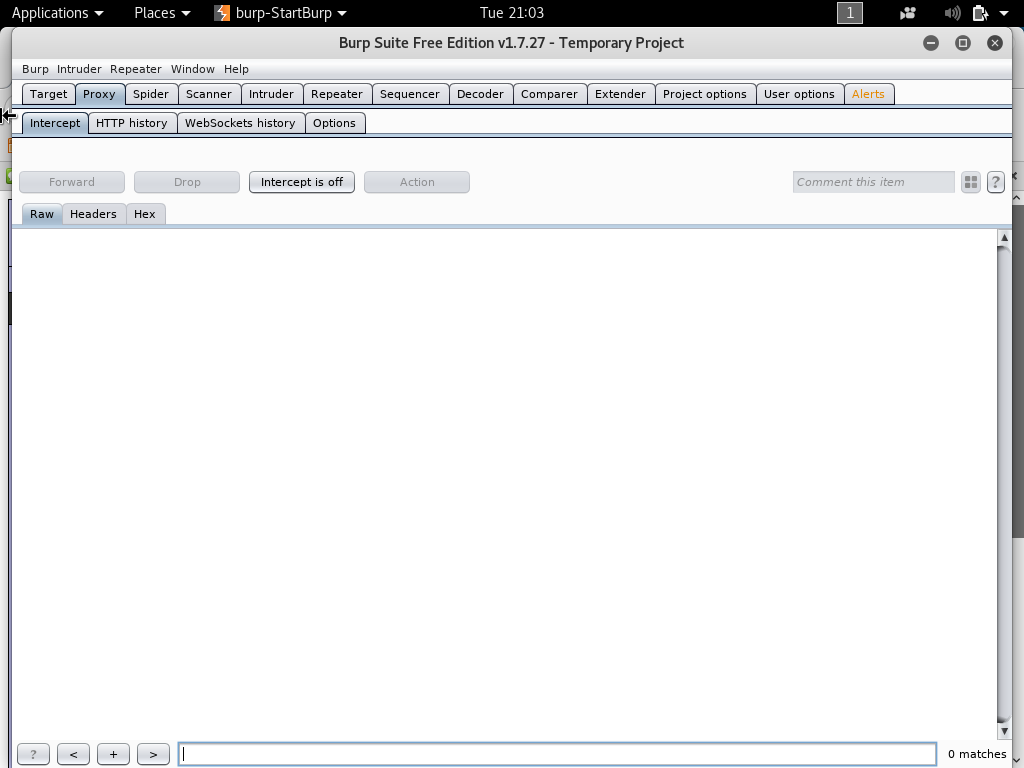 Applications Places burp-StartBurp Tue 21:03 1
Burp Suite Free Edition v1.7.27 - Temporary Project
Burp Intruder Repeater Window Help
Target Proxy Spider Scanner Intruder Repeater Sequencer Decoder Comparer Extender Project options User options Alerts
Intercept HTTP history WebSockets history Options
Forward Drop Intercept is off Action Comment this item ?
Raw Headers Hex
? < + > 0 matches